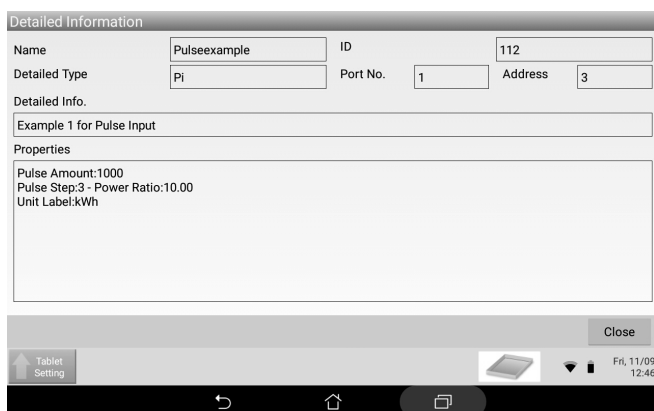 Detailed Information
Name Pulseexample ID 112
Detailed Type Pi Port No. 1 Address 3
Detailed Info.
Example 1 for Pulse Input
Properties
Pulse Amount:1000
Pulse Step:3 - Power Ratio:10.00
Unit Label:kWh
Close
Tablet
Setting
Fri, 11/09
12:46